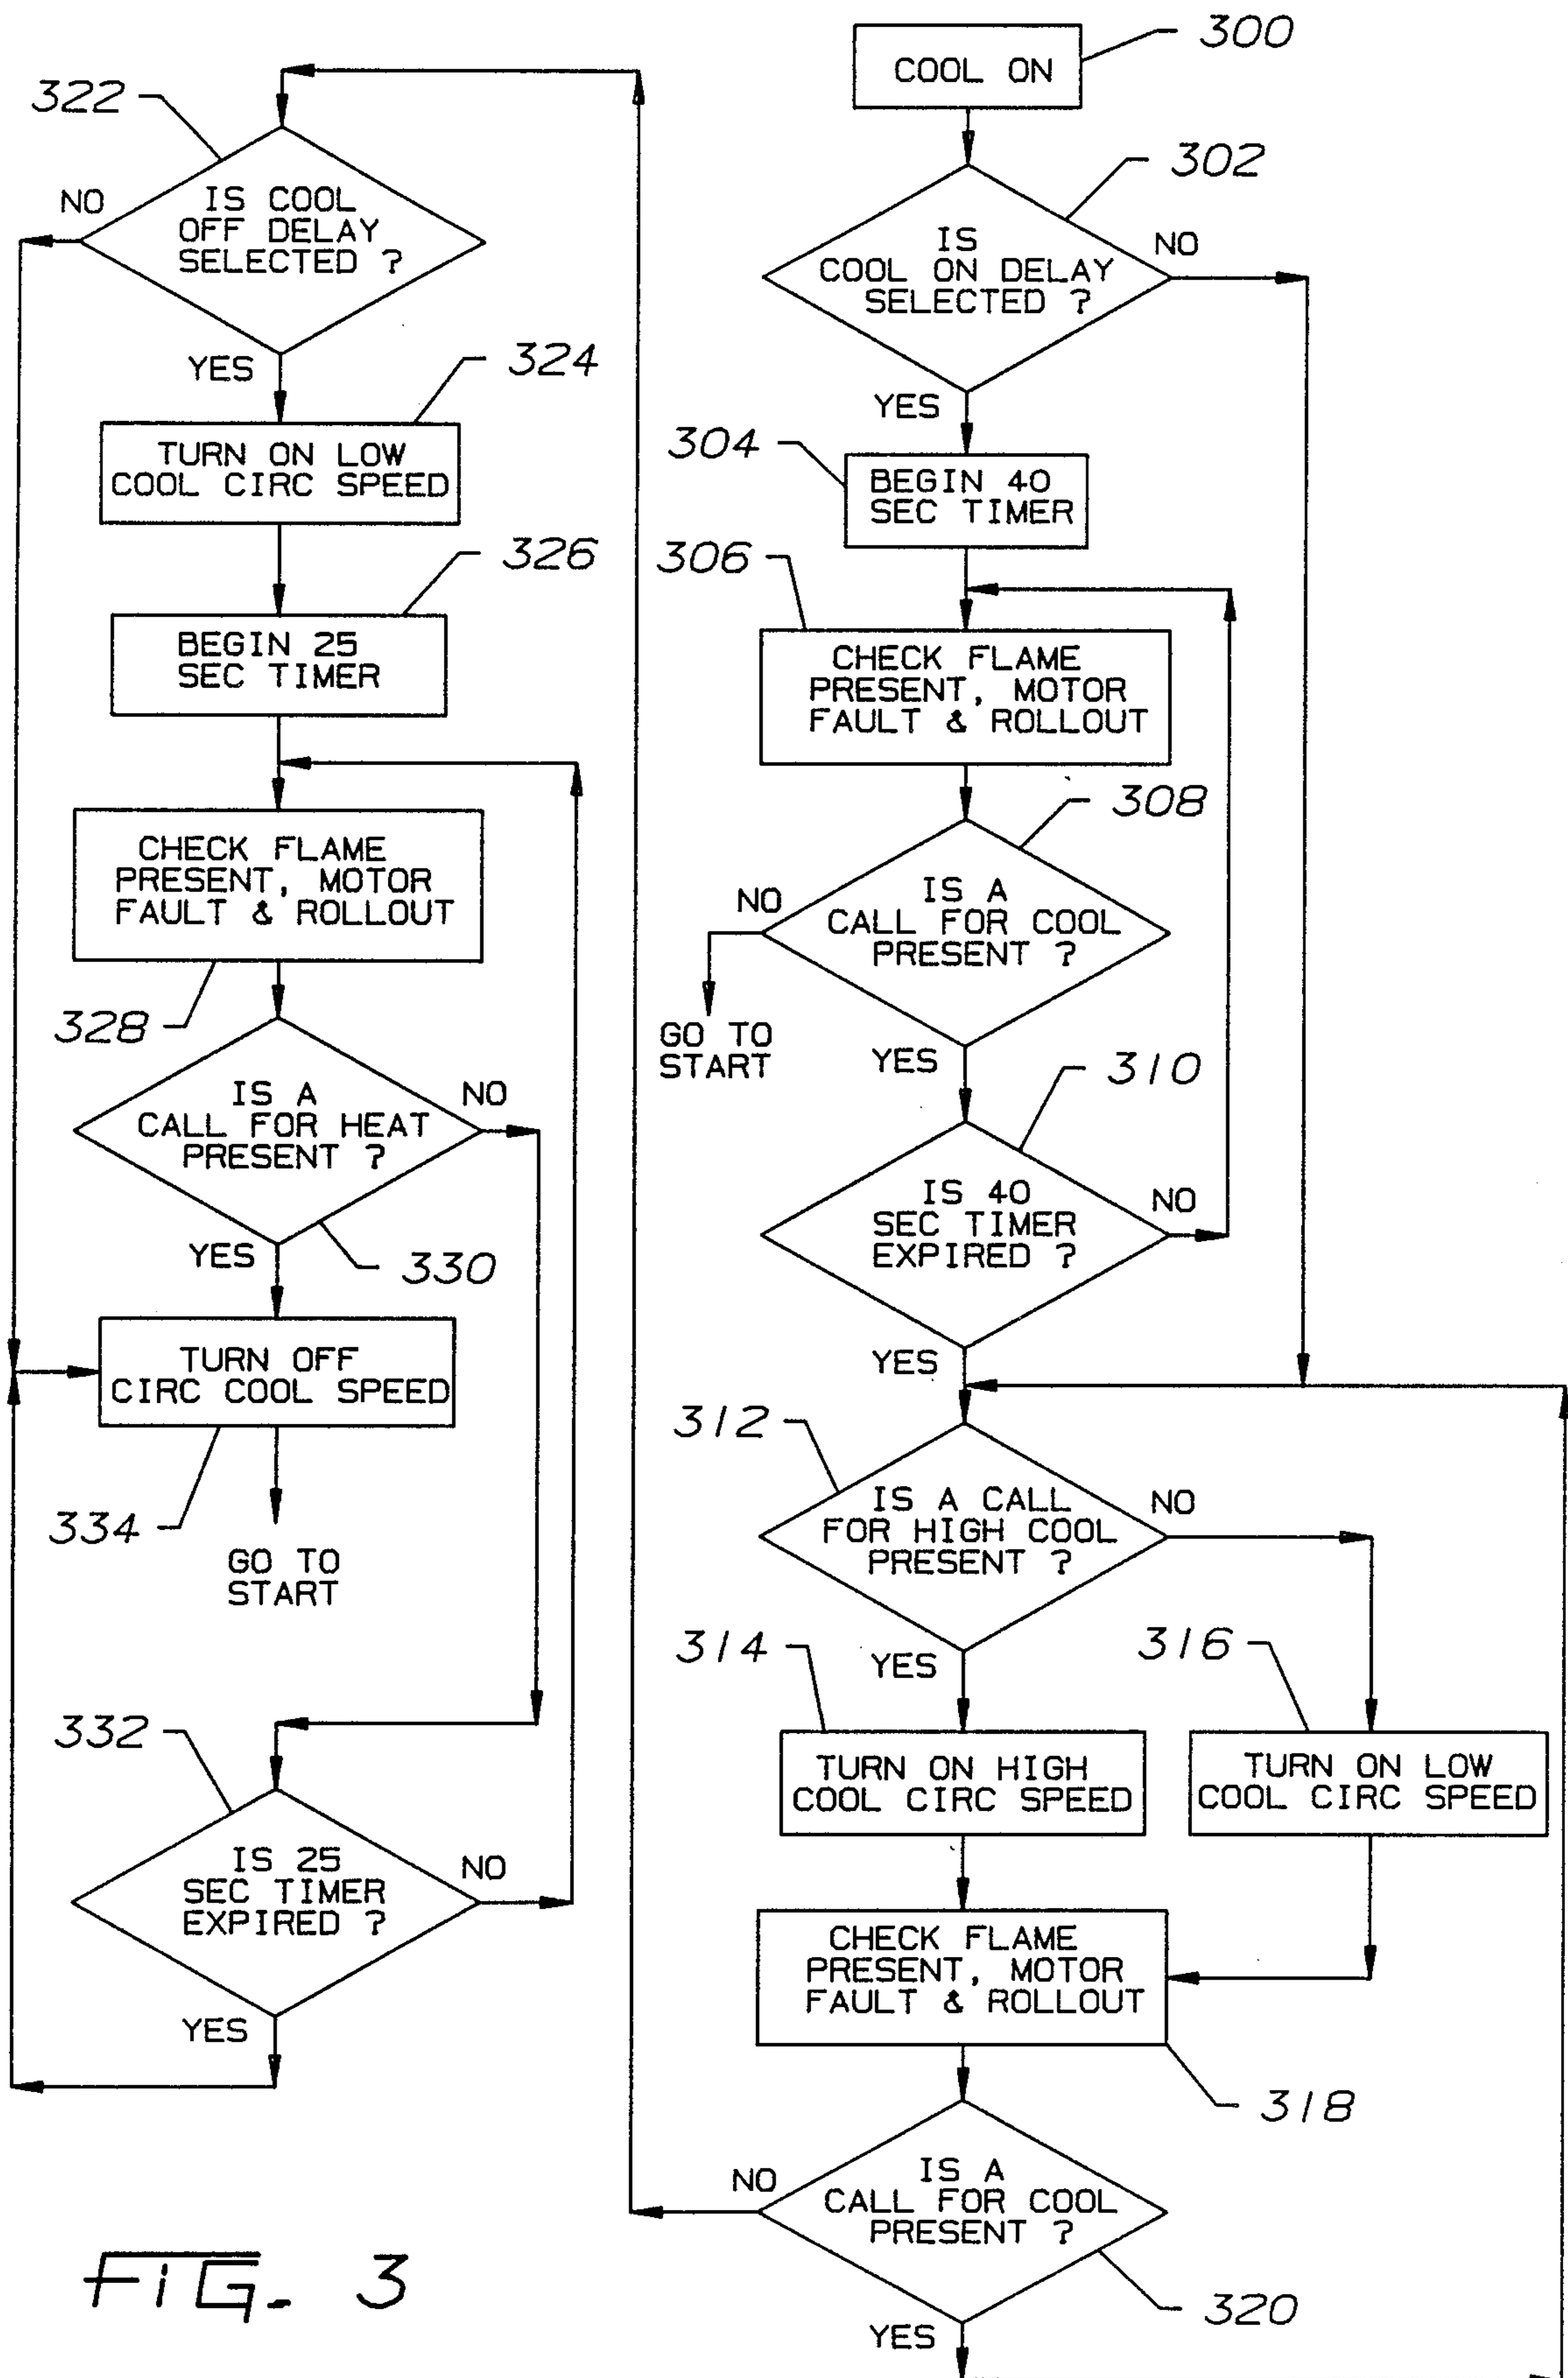 300
COOL ON
322
302
NO
IS COOL
OFF DELAY
SELECTED ?
IS
COOL ON DELAY
SELECTED ?
NO
YES
324
YES
304
TURN ON LOW
COOL CIRC SPEED
BEGIN 40
SEC TIMER
326
306
BEGIN 25
SEC TIMER
CHECK FLAME
PRESENT, MOTOR
FAULT & ROLLOUT
308
CHECK FLAME
PRESENT, MOTOR
FAULT & ROLLOUT
NO
IS A
CALL FOR COOL
PRESENT ?
328
GO TO
START
YES
310
IS A
CALL FOR HEAT
PRESENT ?
NO
IS 40
SEC TIMER
EXPIRED ?
NO
YES
330
TURN OFF
CIRC COOL SPEED
YES
312
334
IS A CALL
FOR HIGH COOL
PRESENT ?
NO
GO TO
START
314
YES
316
332
TURN ON HIGH
COOL CIRC SPEED
TURN ON LOW
COOL CIRC SPEED
IS 25
SEC TIMER
EXPIRED ?
NO
CHECK FLAME
PRESENT, MOTOR
FAULT & ROLLOUT
YES
318
NO
IS A
CALL FOR COOL
PRESENT ?
FIG. 3
320
YES